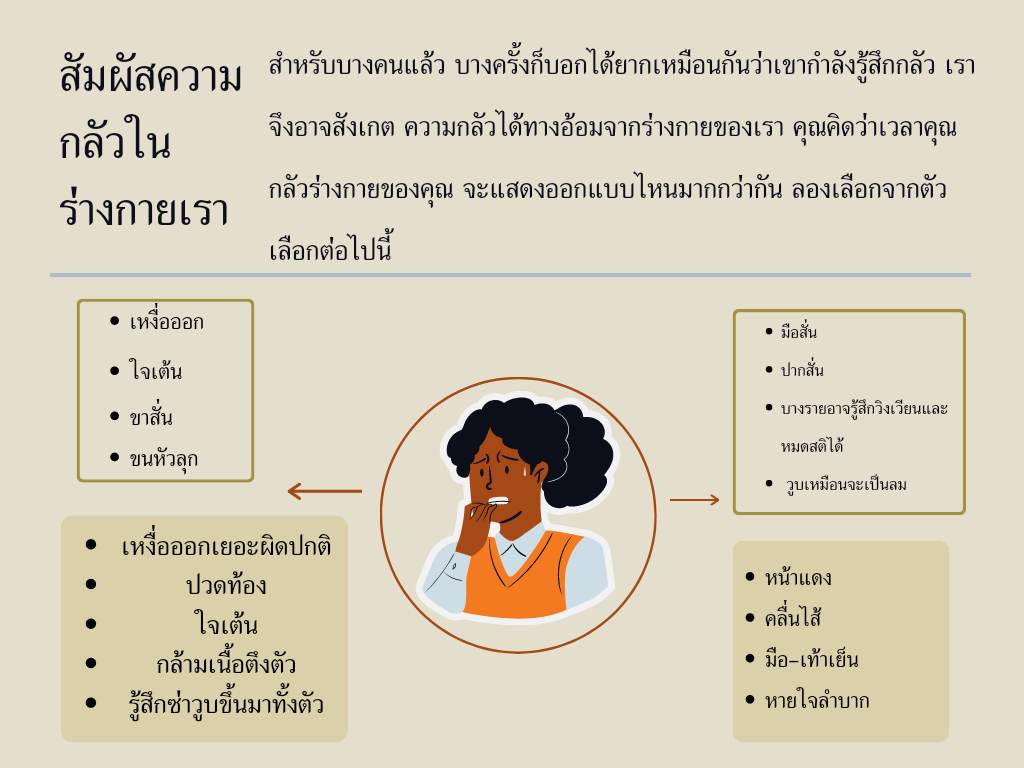 สัมผัสความ
กลัวใน
ร่างกายเรา
สำหรับบางคนแล้ว บางครั้งก็บอกได้ยากเหมือนกันว่าเขากำลังรู้สึกกลัว เรา
จึงอาจสังเกต ความกลัวได้ทางอ้อมจากร่างกายของเรา คุณคิดว่าเวลาคุณ
กลัวร่างกายของคุณ จะแสดงออกแบบไหนมากกว่ากัน ลองเลือกจากตัว
เลือกต่อไปนี้
• เหงื่อออก
• ใจเต้น
• ขาสั่น
• ขนหัวลุก
• มือสั่น
• ปากสั่น
• บางรายอาจรู้สึกวิงเวียนและ
หมดสติได้
• วูบเหมือนจะเป็นลม
• เหงื่อออกเยอะผิดปกติ
• ปวดท้อง
• ใจเต้น
• กล้ามเนื้อตึงตัว
• รู้สึกซ่าวูบขึ้นมาทั้งตัว
• หน้าแดง
• คลื่นไส้
• มือ-เท้าเย็น
• หายใจลำบาก